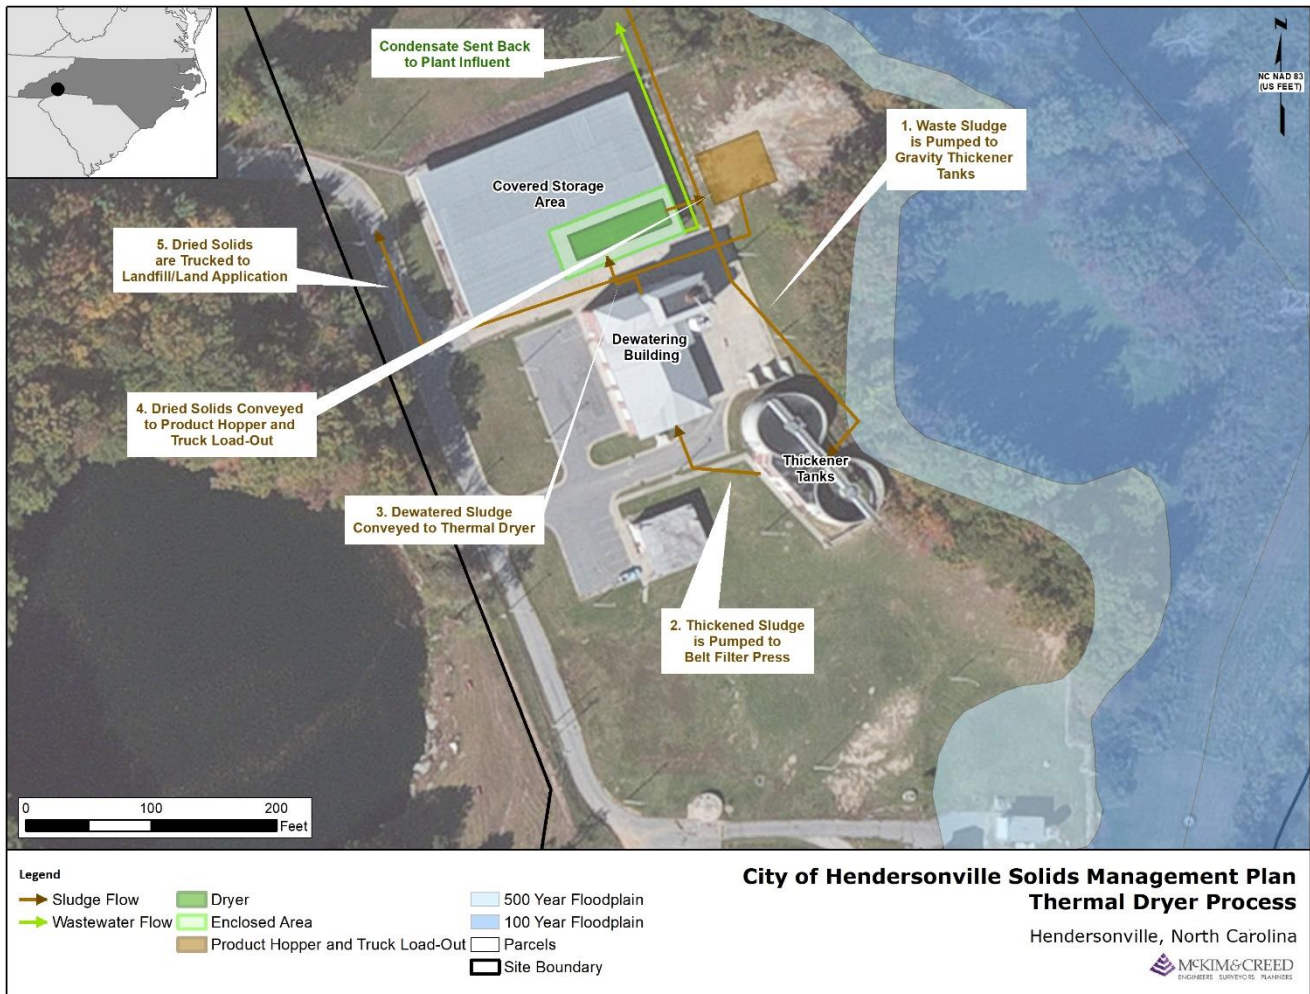 Condensate Sent Back
to Plant Influent
N
NC NAD 83
(US FEET)
1. Waste Sludge
is Pumped to
Gravity Thickener
Tanks
Covered Storage
Area
5. Dried Solids
are Trucked to
Landfill/Land Application
Dewatering
Building
4. Dried Solids Conveyed
to Product Hopper and
Truck Load-Out
Thickener
Tanks
3. Dewatered Sludge
Conveyed to Thermal Dryer
2. Thickened Sludge
is Pumped to
Belt Filter Press
0 100 200
Feet
Legend
Sludge Flow
Wastewater Flow
Dryer
Enclosed Area
Product Hopper and Truck Load-Out
500 Year Floodplain
100 Year Floodplain
Parcels
Site Boundary
City of Hendersonville Solids Management Plan
Thermal Dryer Process
Hendersonville, North Carolina
McKIM&CREED
ENGINEERS SURVEYORS PLANNERS